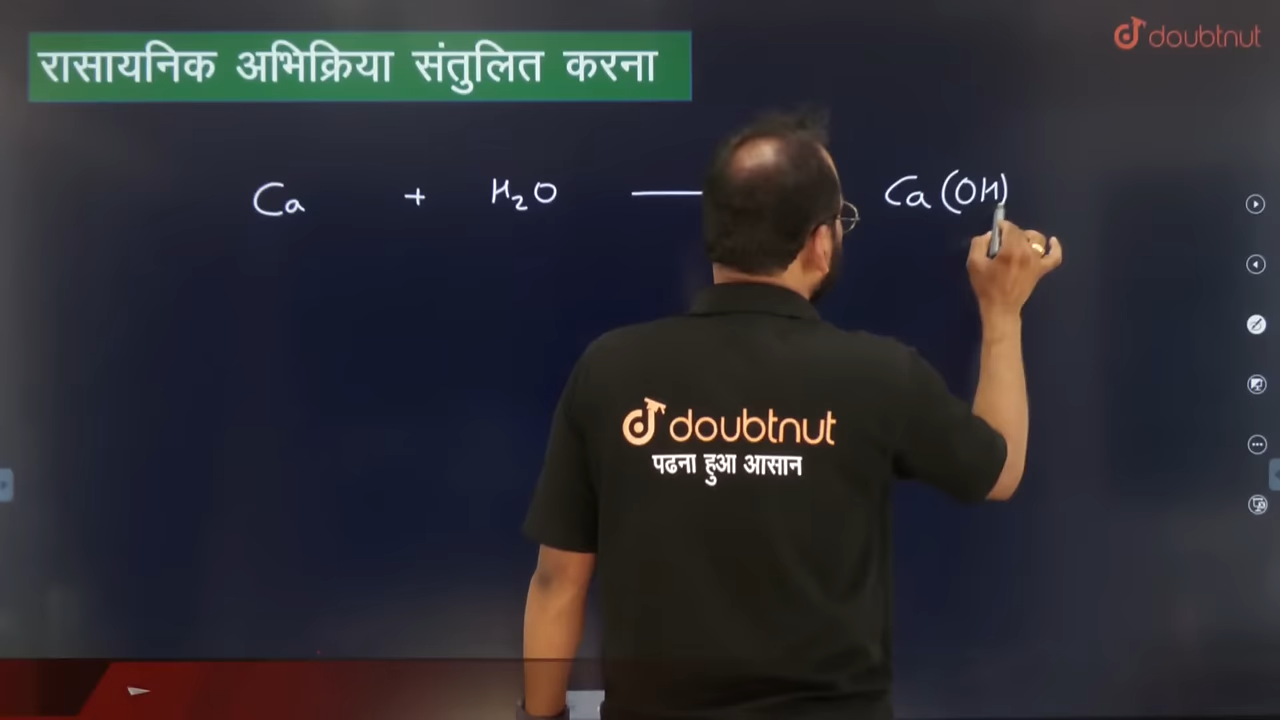 रासायनिक अभिक्रिया संतुलित करना
doubtnut
Ca + H₂O — Ca(OH)
doubtnut
पढना हुआ आसान